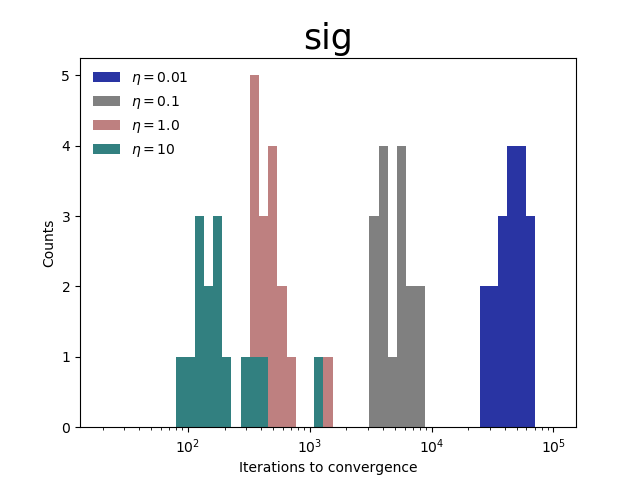 sig
5
4
3
2
1
0
Counts
η = 0.01
η = 0.1
η = 1.0
η = 10
10² 10³ 10⁴ 10⁵
Iterations to convergence